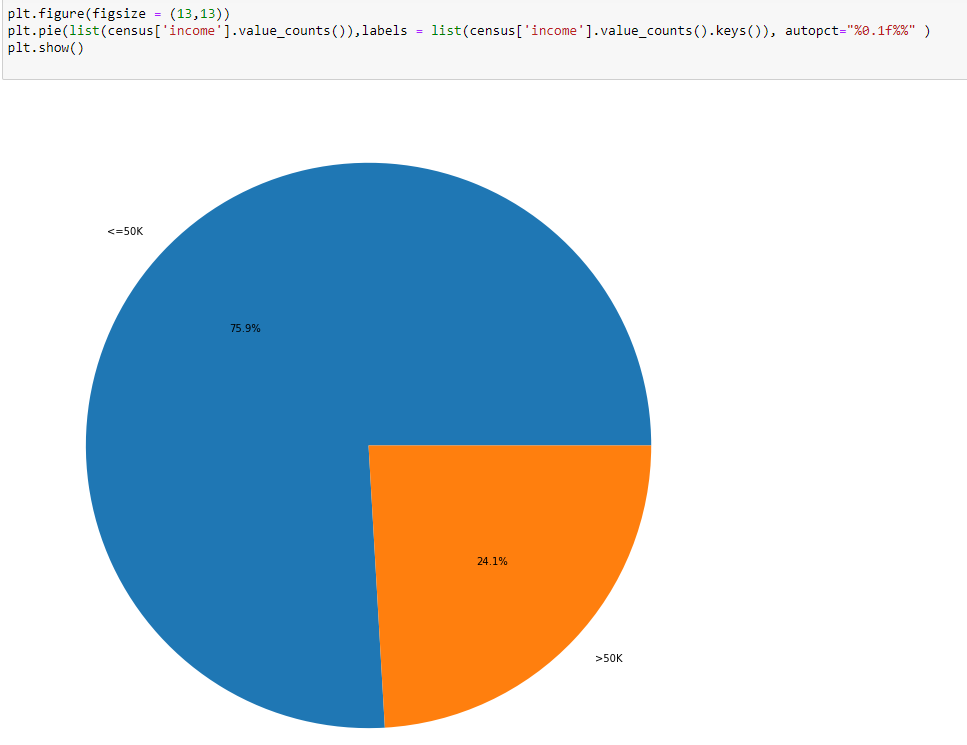 plt.figure(figsize = (13,13))
plt.pie(list(census['income'].value_counts()),labels = list(census['income'].value_counts().keys()), autopct="%0.1f%%" )
plt.show()
<=50K
75.9%
24.1%
>50K